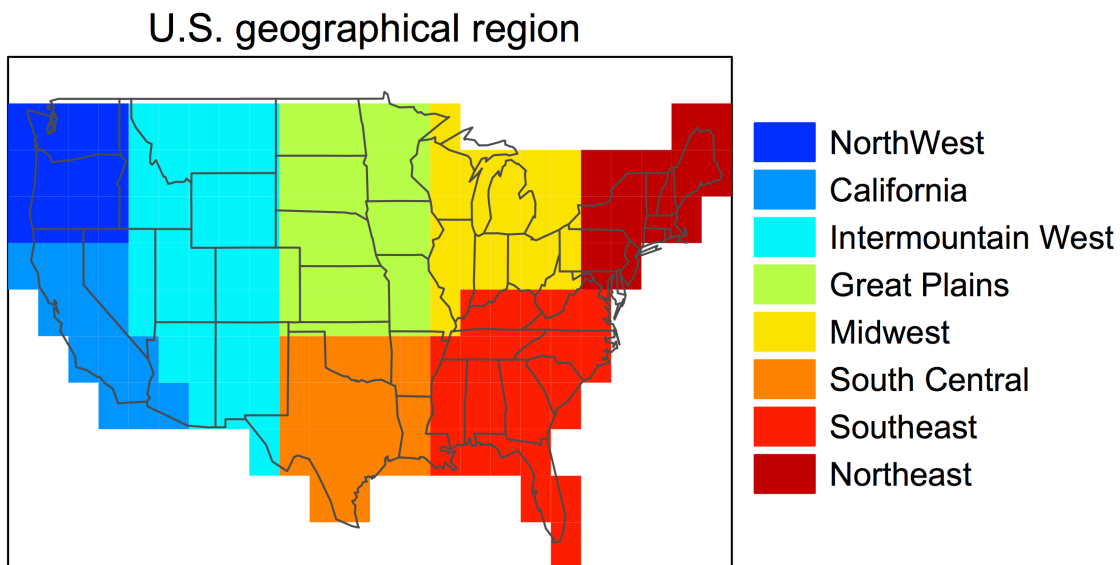 U.S. geographical region
NorthWest
California
Intermountain West
Great Plains
Midwest
South Central
Southeast
Northeast